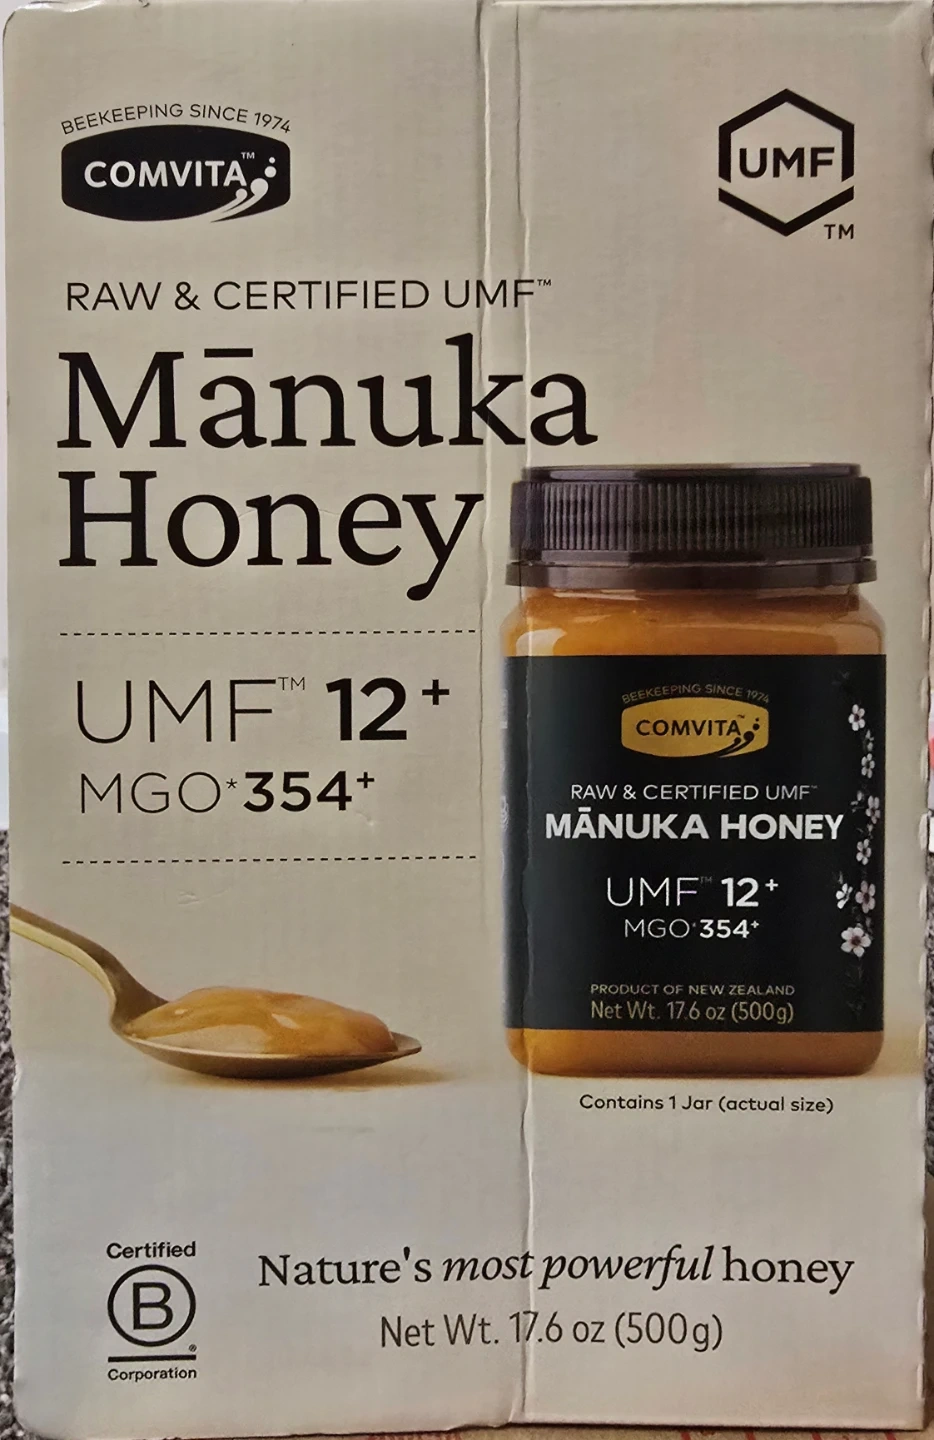 BEEKEEPING SINCE 1974
COMVITA™
UMF
TM
RAW & CERTIFIED UMF™
Mānuka
Honey
UMF™ 12+
MGO*354+
BEEKEEPING SINCE 1974
COMVITA™
RAW & CERTIFIED UMF™
MĀNUKA HONEY
UMF™ 12+
MGO*354+
PRODUCT OF NEW ZEALAND
Net Wt. 17.6 oz (500g)
Contains 1 Jar (actual size)
Certified
B
®
Corporation
Nature's most powerful honey
Net Wt. 17.6 oz (500g)